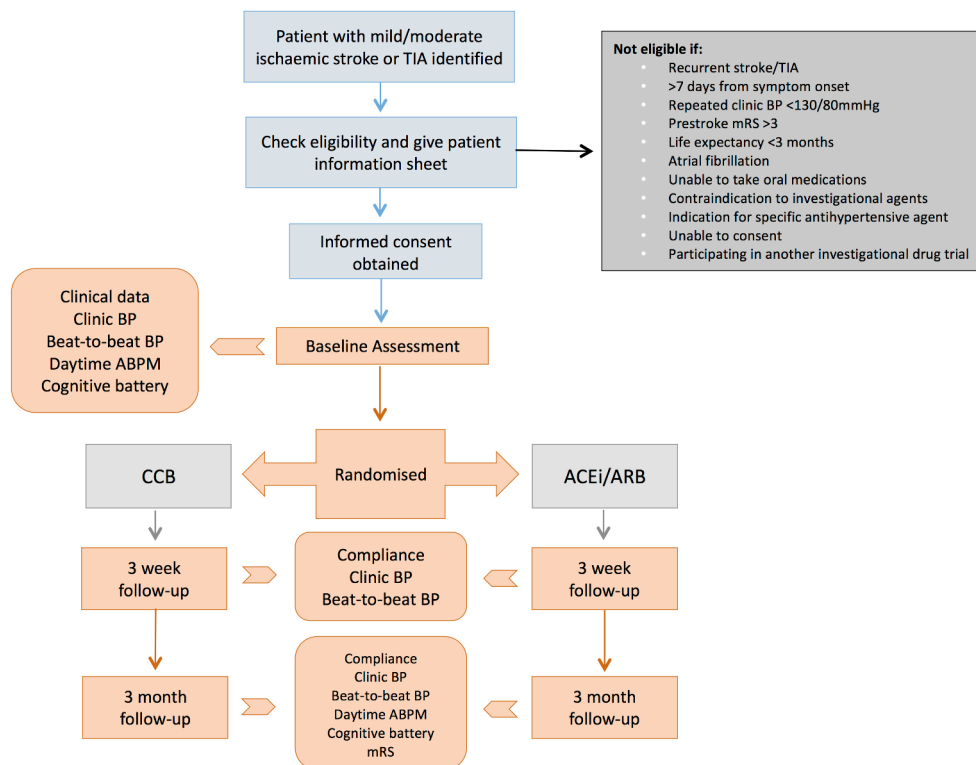 Patient with mild/moderate
ischaemic stroke or TIA identified
Not eligible if:
Recurrent stroke/TIA
>7 days from symptom onset
Repeated clinic BP <130/80mmHg
Prestroke mRS >3
Life expectancy <3 months
Atrial fibrillation
Unable to take oral medications
Contraindication to investigational agents
Indication for specific antihypertensive agent
Unable to consent
Participating in another investigational drug trial
Check eligibility and give patient
information sheet
Informed consent
obtained
Clinical data
Clinic BP
Beat-to-beat BP
Daytime ABPM
Cognitive battery
Baseline Assessment
CCB
Randomised
ACEi/ARB
3 week
follow-up
Compliance
Clinic BP
Beat-to-beat BP
3 week
follow-up
3 month
follow-up
Compliance
Clinic BP
Beat-to-beat BP
Daytime ABPM
Cognitive battery
mRS
3 month
follow-up